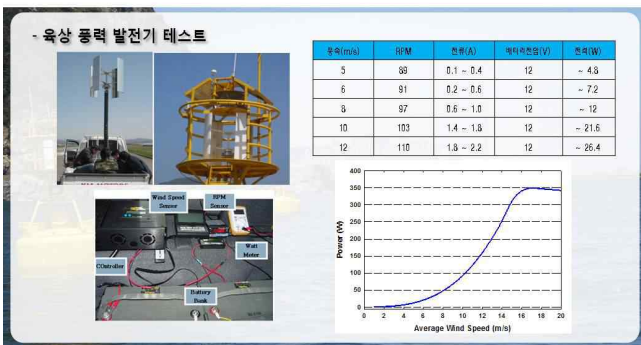 - 육상 풍력 발전기 테스트
풍속(m/s) RPM 전류(A) 배터리전압(V) 전력(W)
5 89 0.1 ~ 0.4 12 ~ 4.8
6 91 0.2 ~ 0.6 12 ~ 7.2
8 97 0.6 ~ 1.0 12 ~ 12
10 103 1.4 ~ 1.8 12 ~ 21.6
12 110 1.8 ~ 2.2 12 ~ 26.4
Wind Speed
Sensor
RPM
Sensor
Watt
Meter
COntroller
Battery
Bank
Power (W)
400
350
300
250
200
150
100
50
0
0 2 4 6 8 10 12 14 16 18 20
Average Wind Speed (m/s)